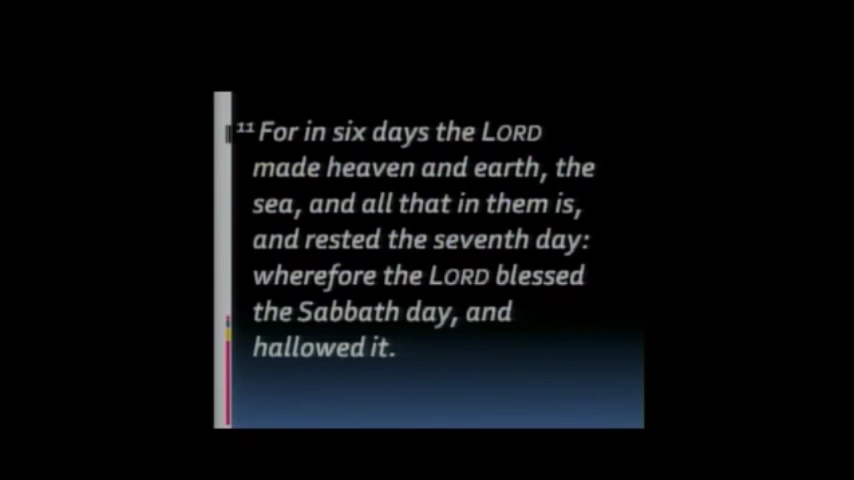 ¹¹ For in six days the LORD
made heaven and earth, the
sea, and all that in them is,
and rested the seventh day:
wherefore the LORD blessed
the Sabbath day, and
hallowed it.